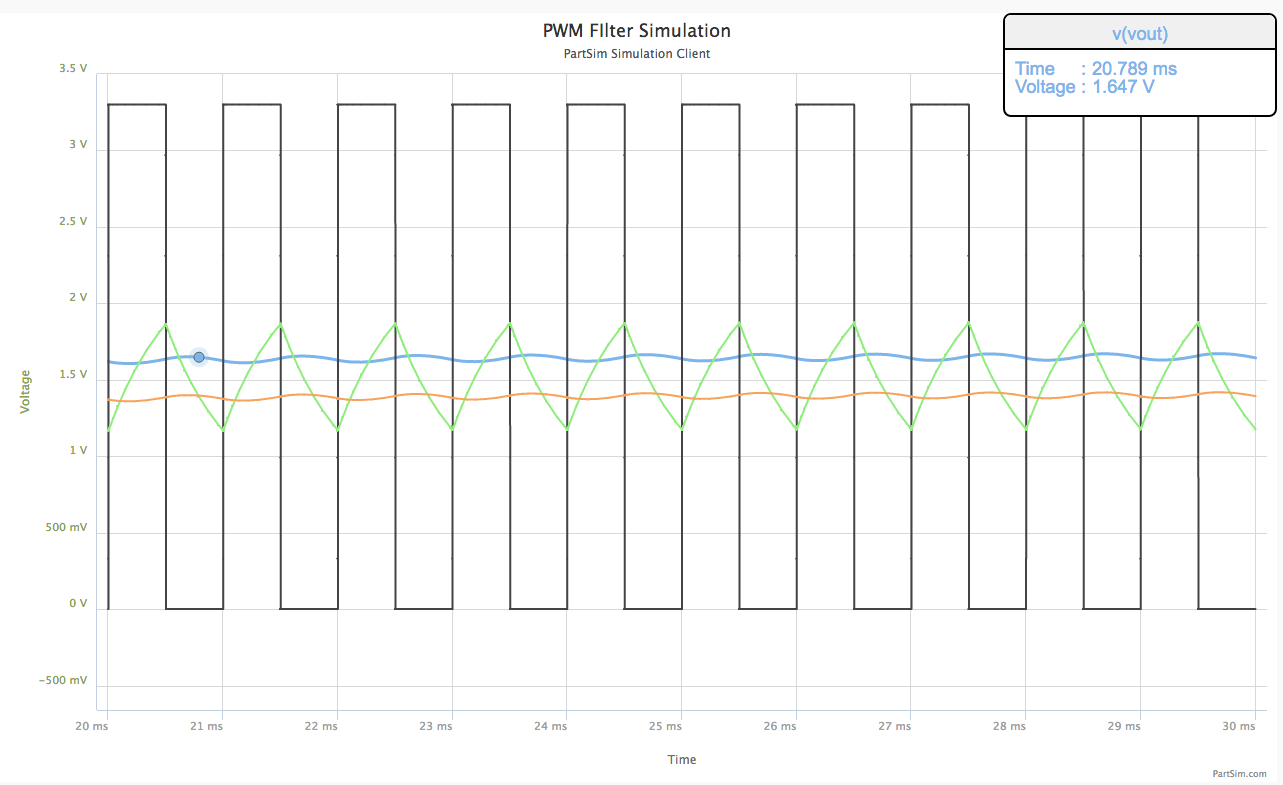 PWM FIlter Simulation
PartSim Simulation Client
v(vout)
Time : 20.789 ms
Voltage : 1.647 V
3.5 V
3 V
2.5 V
2 V
1.5 V
1 V
500 mV
0 V
−500 mV
Voltage
20 ms 21 ms 22 ms 23 ms 24 ms 25 ms 26 ms 27 ms 28 ms 29 ms 30 ms
Time
PartSim.com